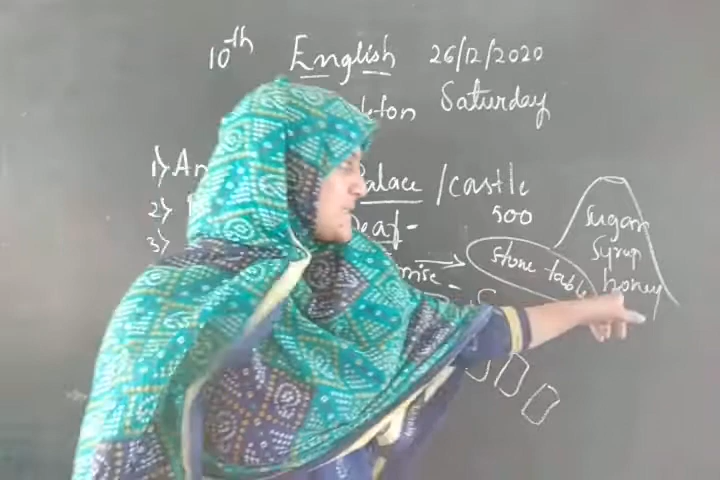 10th English 26/12/2020
Saturday
1) An Palace / castle
2) Deaf - 500
3)
stone table
Sugar
Syrup
honey